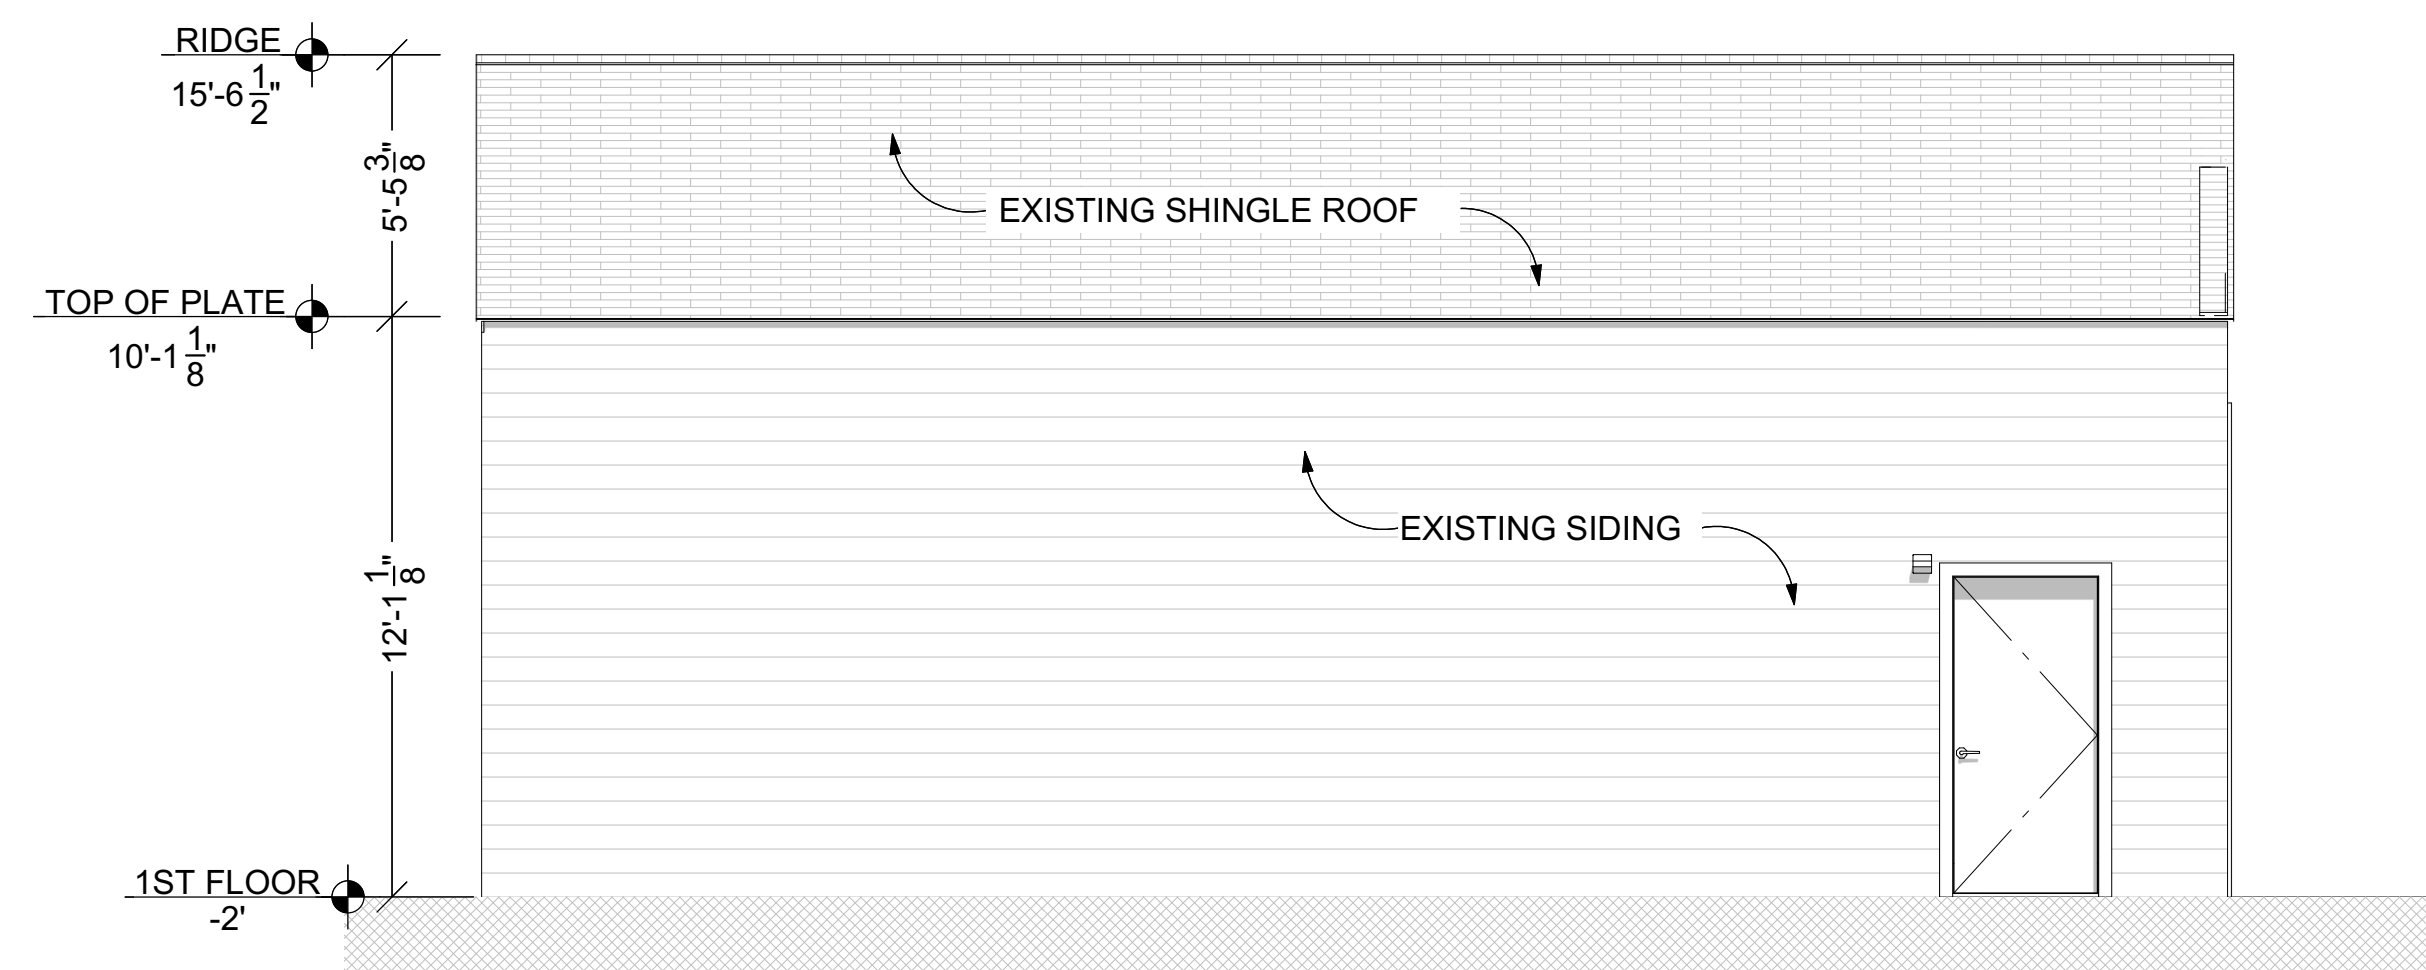 RIDGE
15'-6 1/2"
5'-5 3/8"
EXISTING SHINGLE ROOF
TOP OF PLATE
10'-1 1/8"
EXISTING SIDING
12'-1 1/8"
1ST FLOOR
-2'